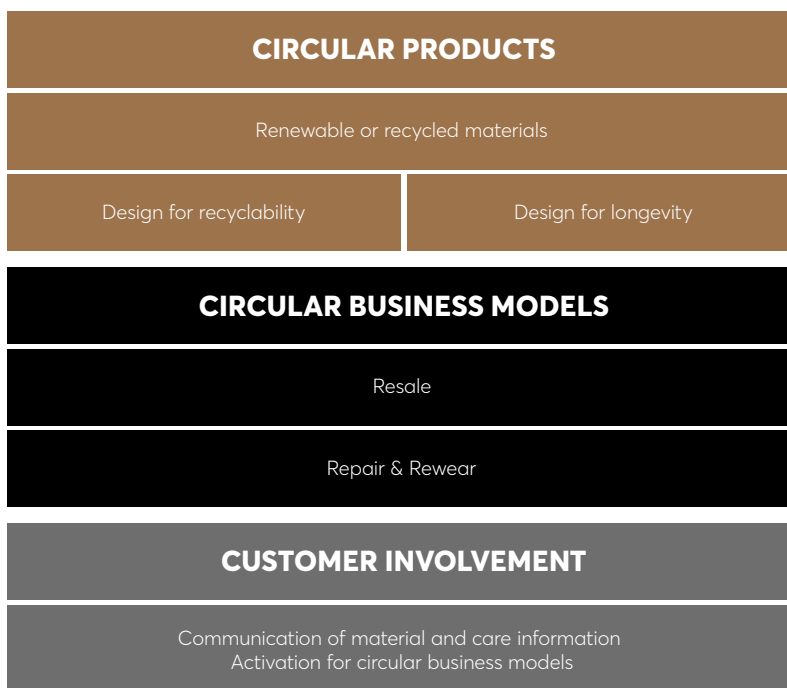 CIRCULAR PRODUCTS
Renewable or recycled materials
Design for recyclability
Design for longevity
CIRCULAR BUSINESS MODELS
Resale
Repair & Rewear
CUSTOMER INVOLVEMENT
Communication of material and care information
Activation for circular business models